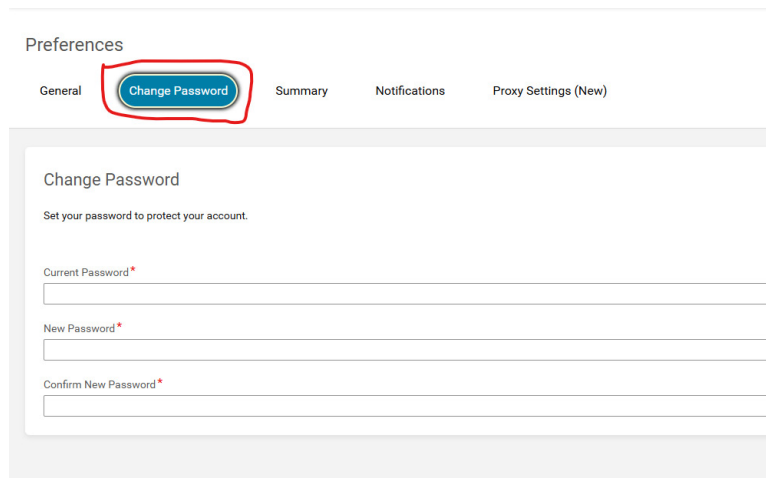 Preferences
General Change Password Summary Notifications Proxy Settings (New)
Change Password
Set your password to protect your account.
Current Password*
New Password*
Confirm New Password*